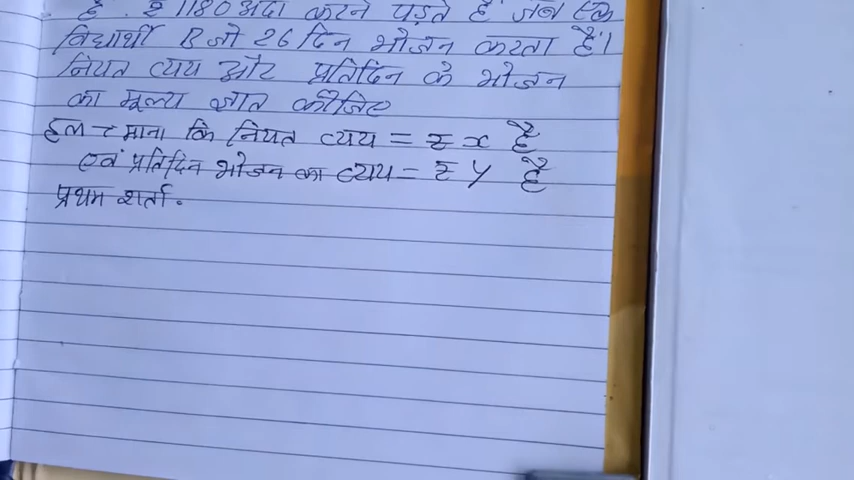 है. ₹ 1180 अदा करने पड़ते है जब एक
विद्यार्थी B जो 26 दिन भोजन करता है।
नियत व्यय और प्रतिदिन के भोजन
का मूल्य ज्ञात कीजिए
हल - माना कि नियत व्यय = ₹ x है
एवं प्रतिदिन भोजन का व्यय = ₹ y है
प्रथम शर्ता.